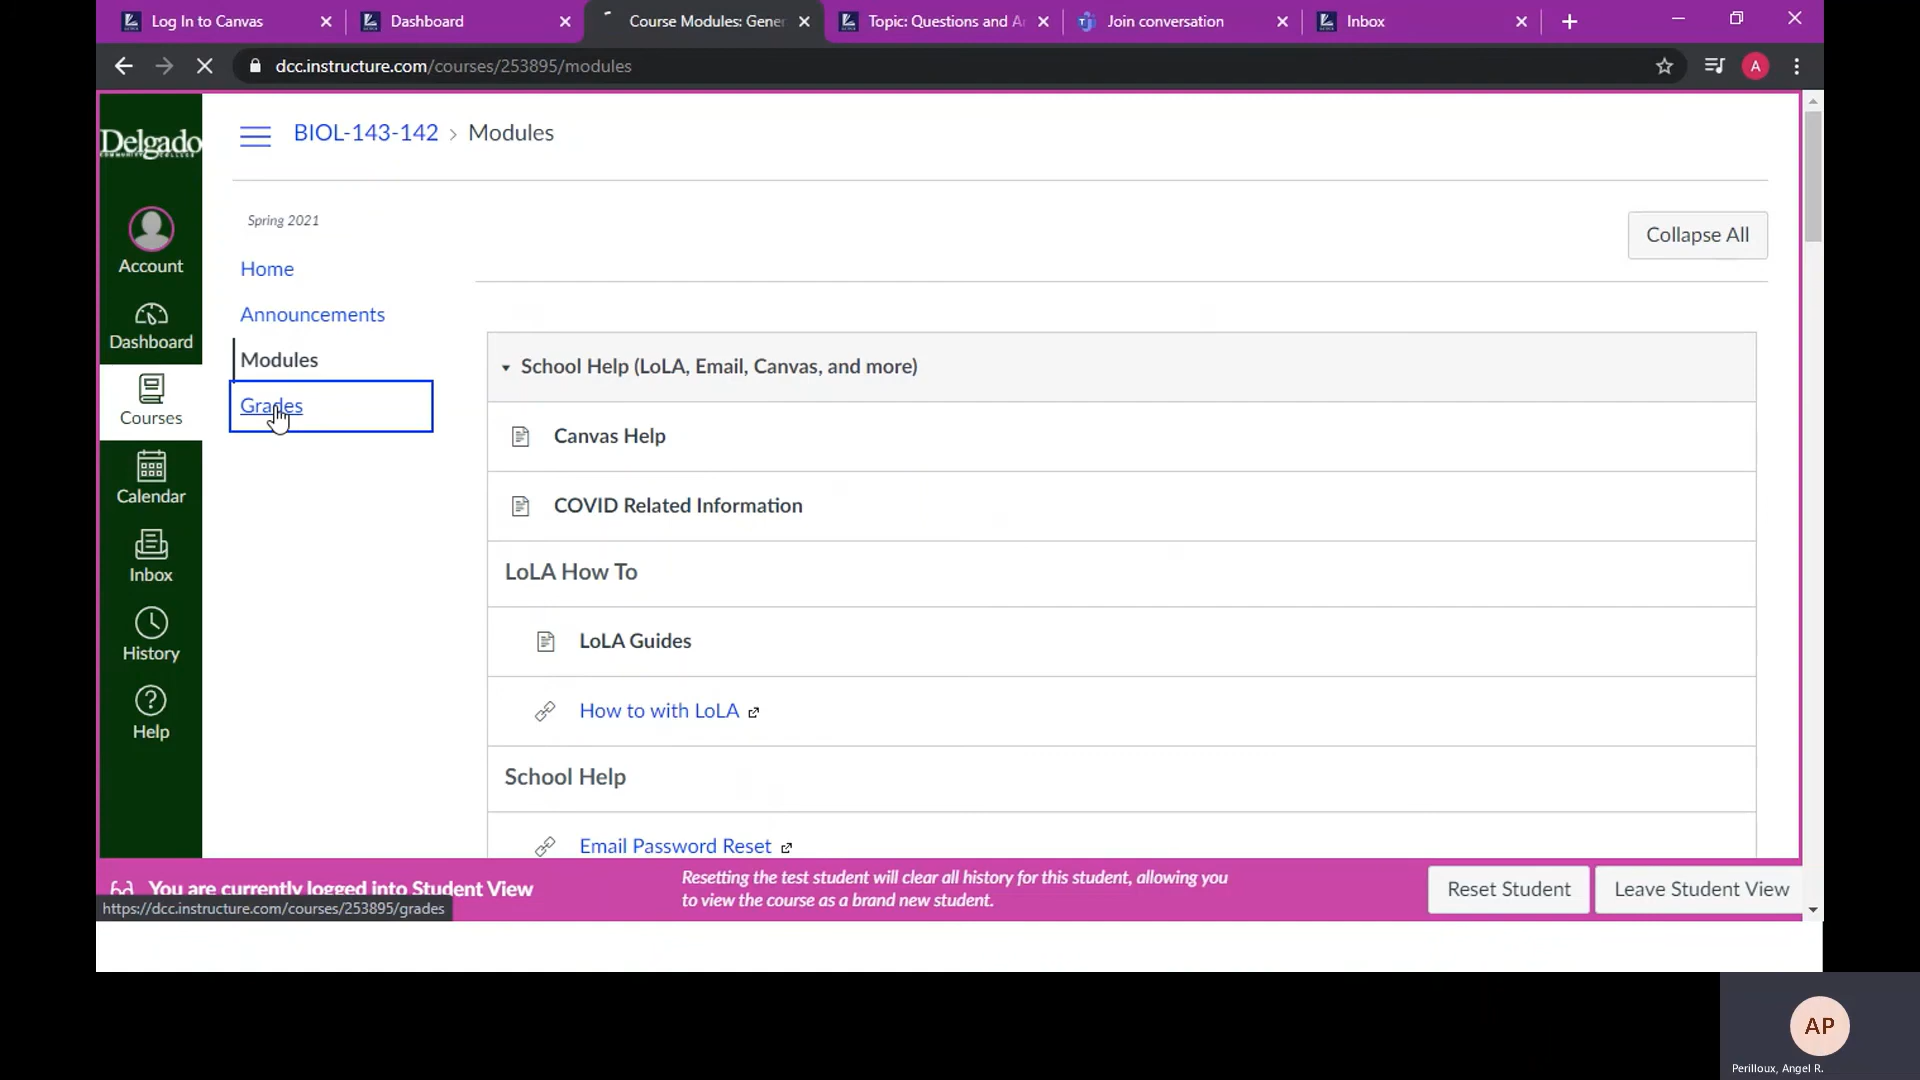 Log In to Canvas
Dashboard
Course Modules: Gene
Topic: Questions and A
Join conversation
Inbox
dcc.instructure.com/courses/253895/modules
A
Delgado
COMMUNITY COLLEGE
BIOL-143-142 > Modules
Spring 2021
Collapse All
Account
Dashboard
Courses
Calendar
Inbox
History
Help
Home
Announcements
Modules
Grades
School Help (LoLA, Email, Canvas, and more)
Canvas Help
COVID Related Information
LoLA How To
LoLA Guides
How to with LoLA
School Help
Email Password Reset
You are currently logged into Student View
Resetting the test student will clear all history for this student, allowing you
to view the course as a brand new student.
Reset Student
Leave Student View
https://dcc.instructure.com/courses/253895/grades
AP
Perilloux, Angel R.